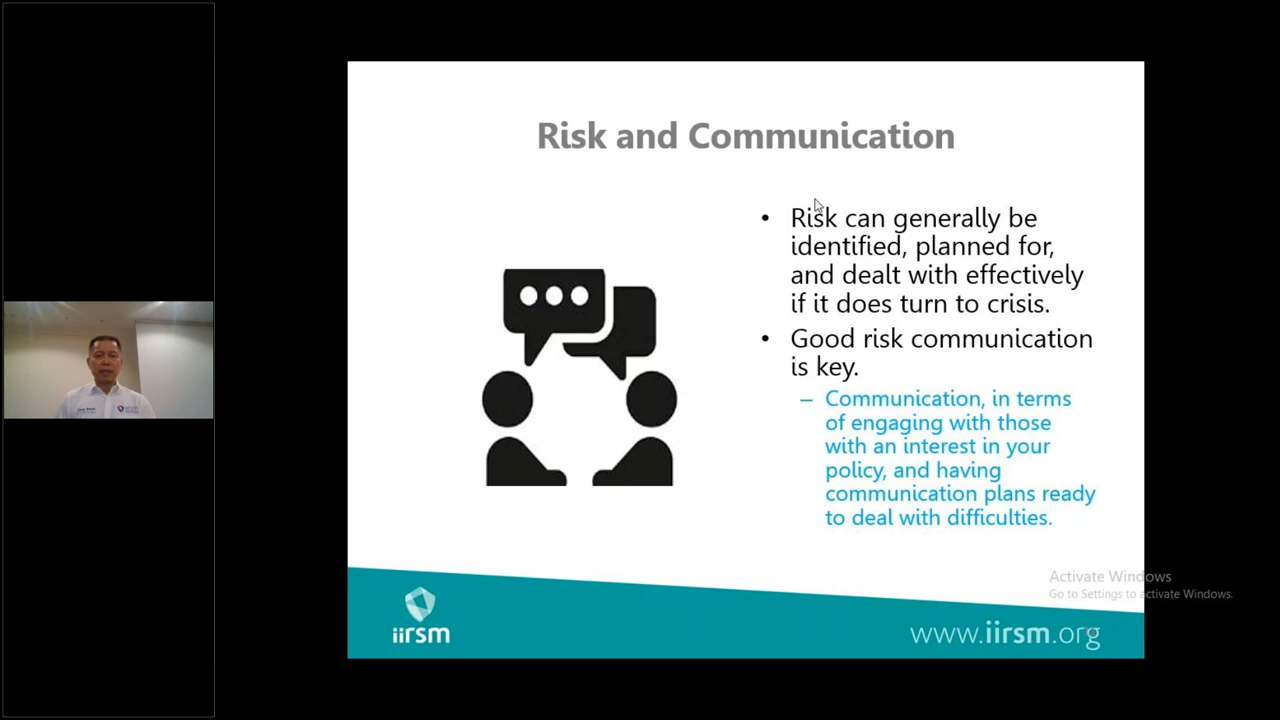 Risk and Communication
• Risk can generally be
identified, planned for,
and dealt with effectively
if it does turn to crisis.
• Good risk communication
is key.
– Communication, in terms
of engaging with those
with an interest in your
policy, and having
communication plans ready
to deal with difficulties.
Activate Windows
Go to Settings to activate Windows.
iirsm
www.iirsm.org